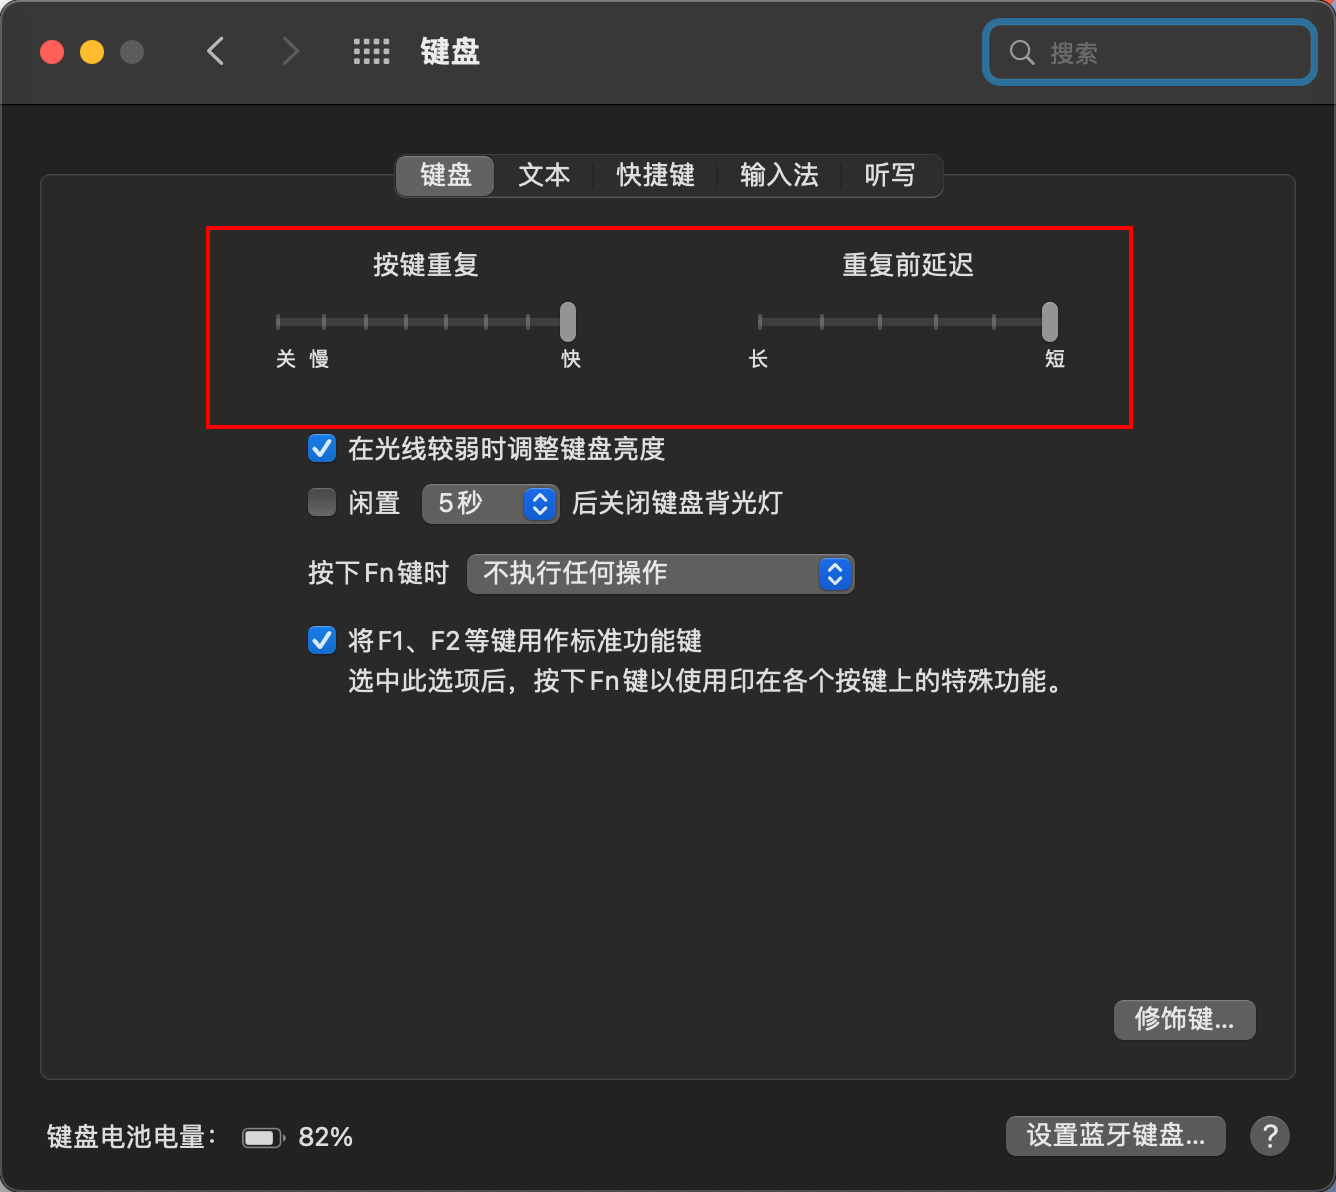 键盘
搜索
键盘 文本 快捷键 输入法 听写
按键重复 重复前延迟
关 慢 快 长 短
在光线较弱时调整键盘亮度
闲置 5秒 后关闭键盘背光灯
按下Fn键时 不执行任何操作
将F1、F2等键用作标准功能键
选中此选项后，按下Fn键以使用印在各个按键上的特殊功能。
修饰键...
键盘电池电量： 82% 设置蓝牙键盘... ?